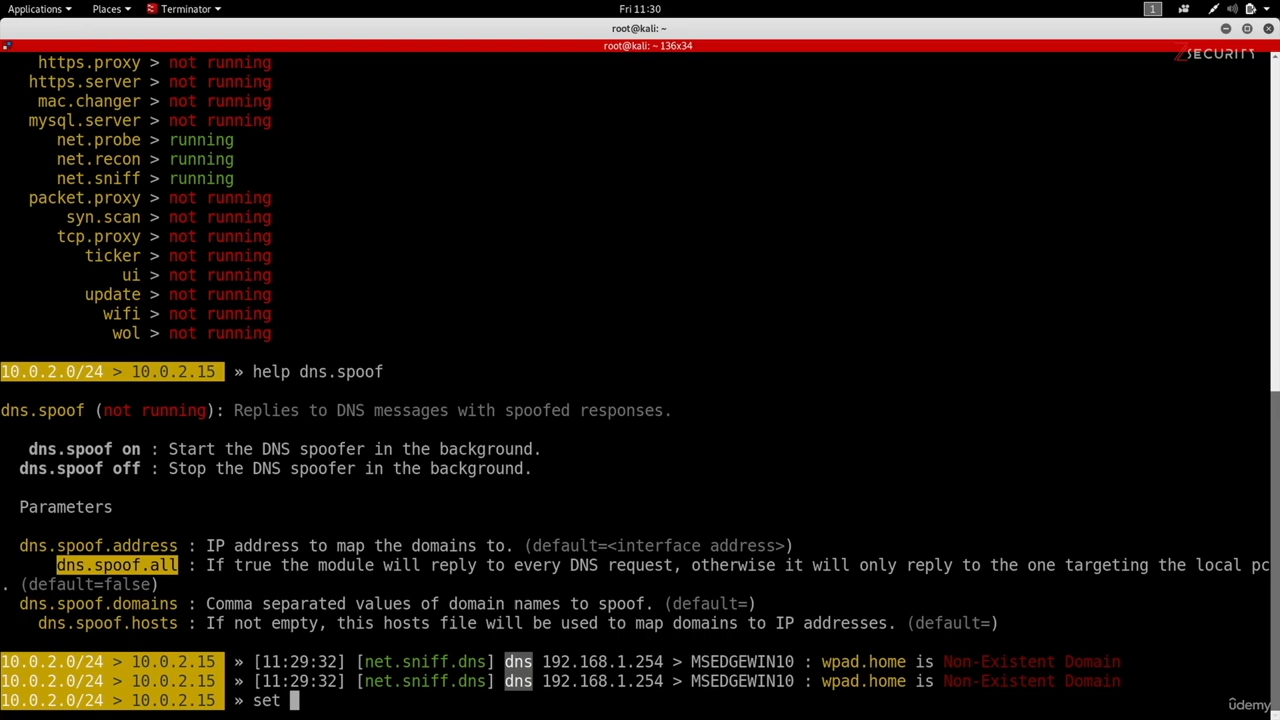 Applications Places Terminator Fri 11:30 1
root@kali: ~
root@kali: ~ 136x34
ZSECURITY
https.proxy > not running
https.server > not running
mac.changer > not running
mysql.server > not running
net.probe > running
net.recon > running
net.sniff > running
packet.proxy > not running
syn.scan > not running
tcp.proxy > not running
ticker > not running
ui > not running
update > not running
wifi > not running
wol > not running
10.0.2.0/24 > 10.0.2.15 » help dns.spoof
dns.spoof (not running): Replies to DNS messages with spoofed responses.
dns.spoof on : Start the DNS spoofer in the background.
dns.spoof off : Stop the DNS spoofer in the background.
Parameters
dns.spoof.address : IP address to map the domains to. (default=<interface address>)
dns.spoof.all : If true the module will reply to every DNS request, otherwise it will only reply to the one targeting the local pc
. (default=false)
dns.spoof.domains : Comma separated values of domain names to spoof. (default=)
dns.spoof.hosts : If not empty, this hosts file will be used to map domains to IP addresses. (default=)
10.0.2.0/24 > 10.0.2.15 » [11:29:32] [net.sniff.dns] dns 192.168.1.254 > MSEDGEWIN10 : wpad.home is Non-Existent Domain
10.0.2.0/24 > 10.0.2.15 » [11:29:32] [net.sniff.dns] dns 192.168.1.254 > MSEDGEWIN10 : wpad.home is Non-Existent Domain
10.0.2.0/24 > 10.0.2.15 » set
udemy